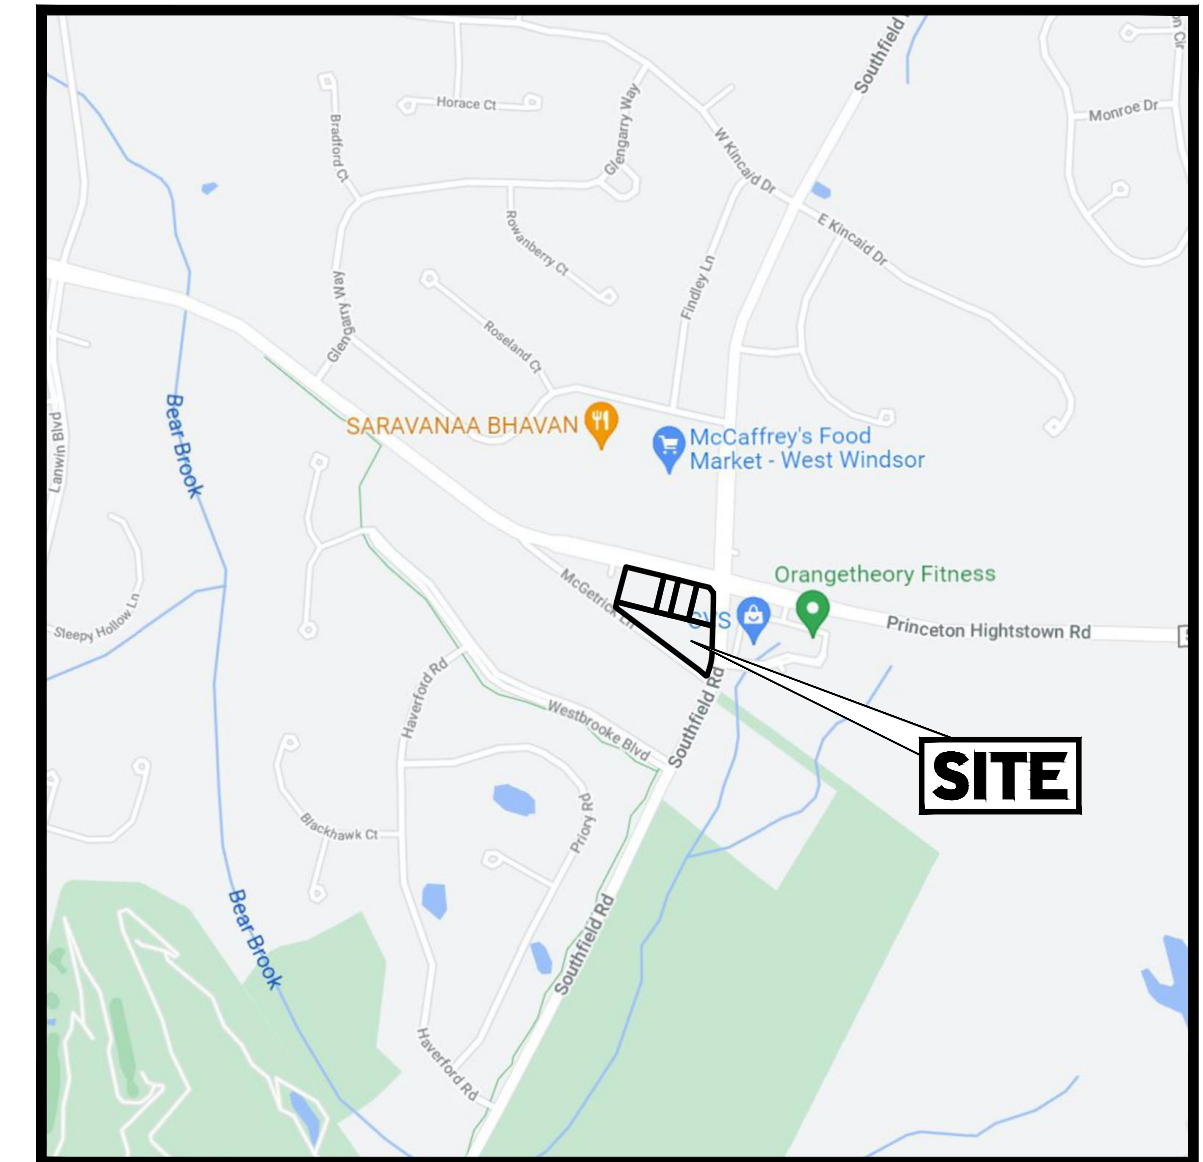 Southfield
Horace Ct
Monroe Dr
Bradford Ct
Glengarry Way
W Kincaid Dr
E Kincaid Dr
Rowanberry Ct
Findley Ln
Glengarry Way
Roseland Ct
Bear Brook
Lanwin Blvd
SARAVANAA BHAVAN
McCaffrey's Food
Market - West Windsor
Orangetheory Fitness
McGetrick Ln
CVS
Princeton Hightstown Rd
Sleepy Hollow Ln
Haverford Rd
Westbrooke Blvd
Southfield Rd
SITE
Blackhawk Ct
Priory Rd
Bear Brook
Southfield Rd
Haverford Rd